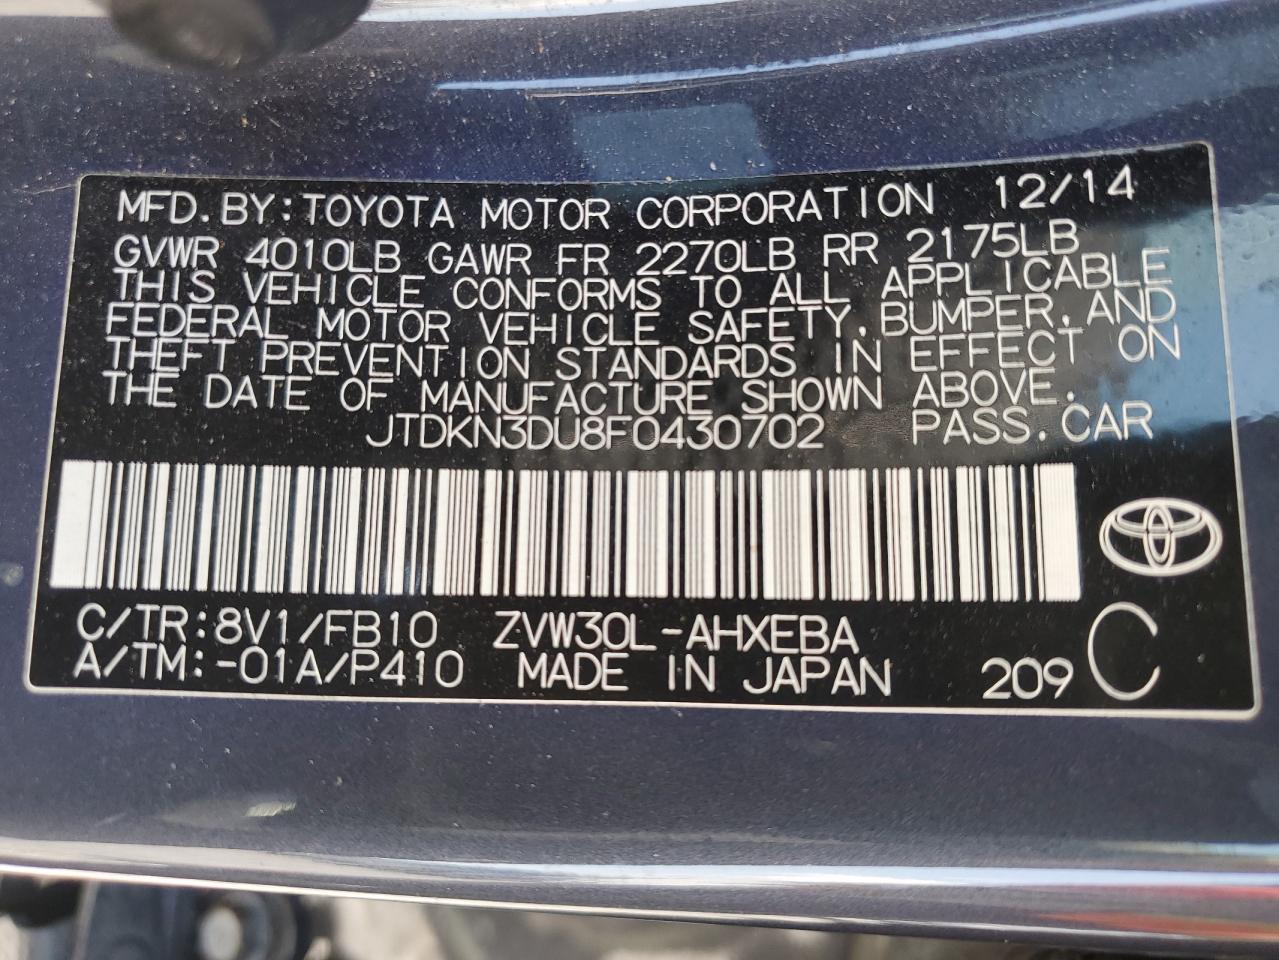 MFD.BY:TOYOTA MOTOR CORPORATION 12/14
GVWR 4010LB GAWR FR 2270LB RR 2175LB
THIS VEHICLE CONFORMS TO ALL APPLICABLE
FEDERAL MOTOR VEHICLE SAFETY,BUMPER,AND
THEFT PREVENTION STANDARDS IN EFFECT ON
THE DATE OF MANUFACTURE SHOWN ABOVE.
JTDKN3DU8F0430702 PASS.CAR
C/TR:8V1/FB10 ZVW30L-AHXEBA
A/TM:-01A/P410 MADE IN JAPAN 209 C